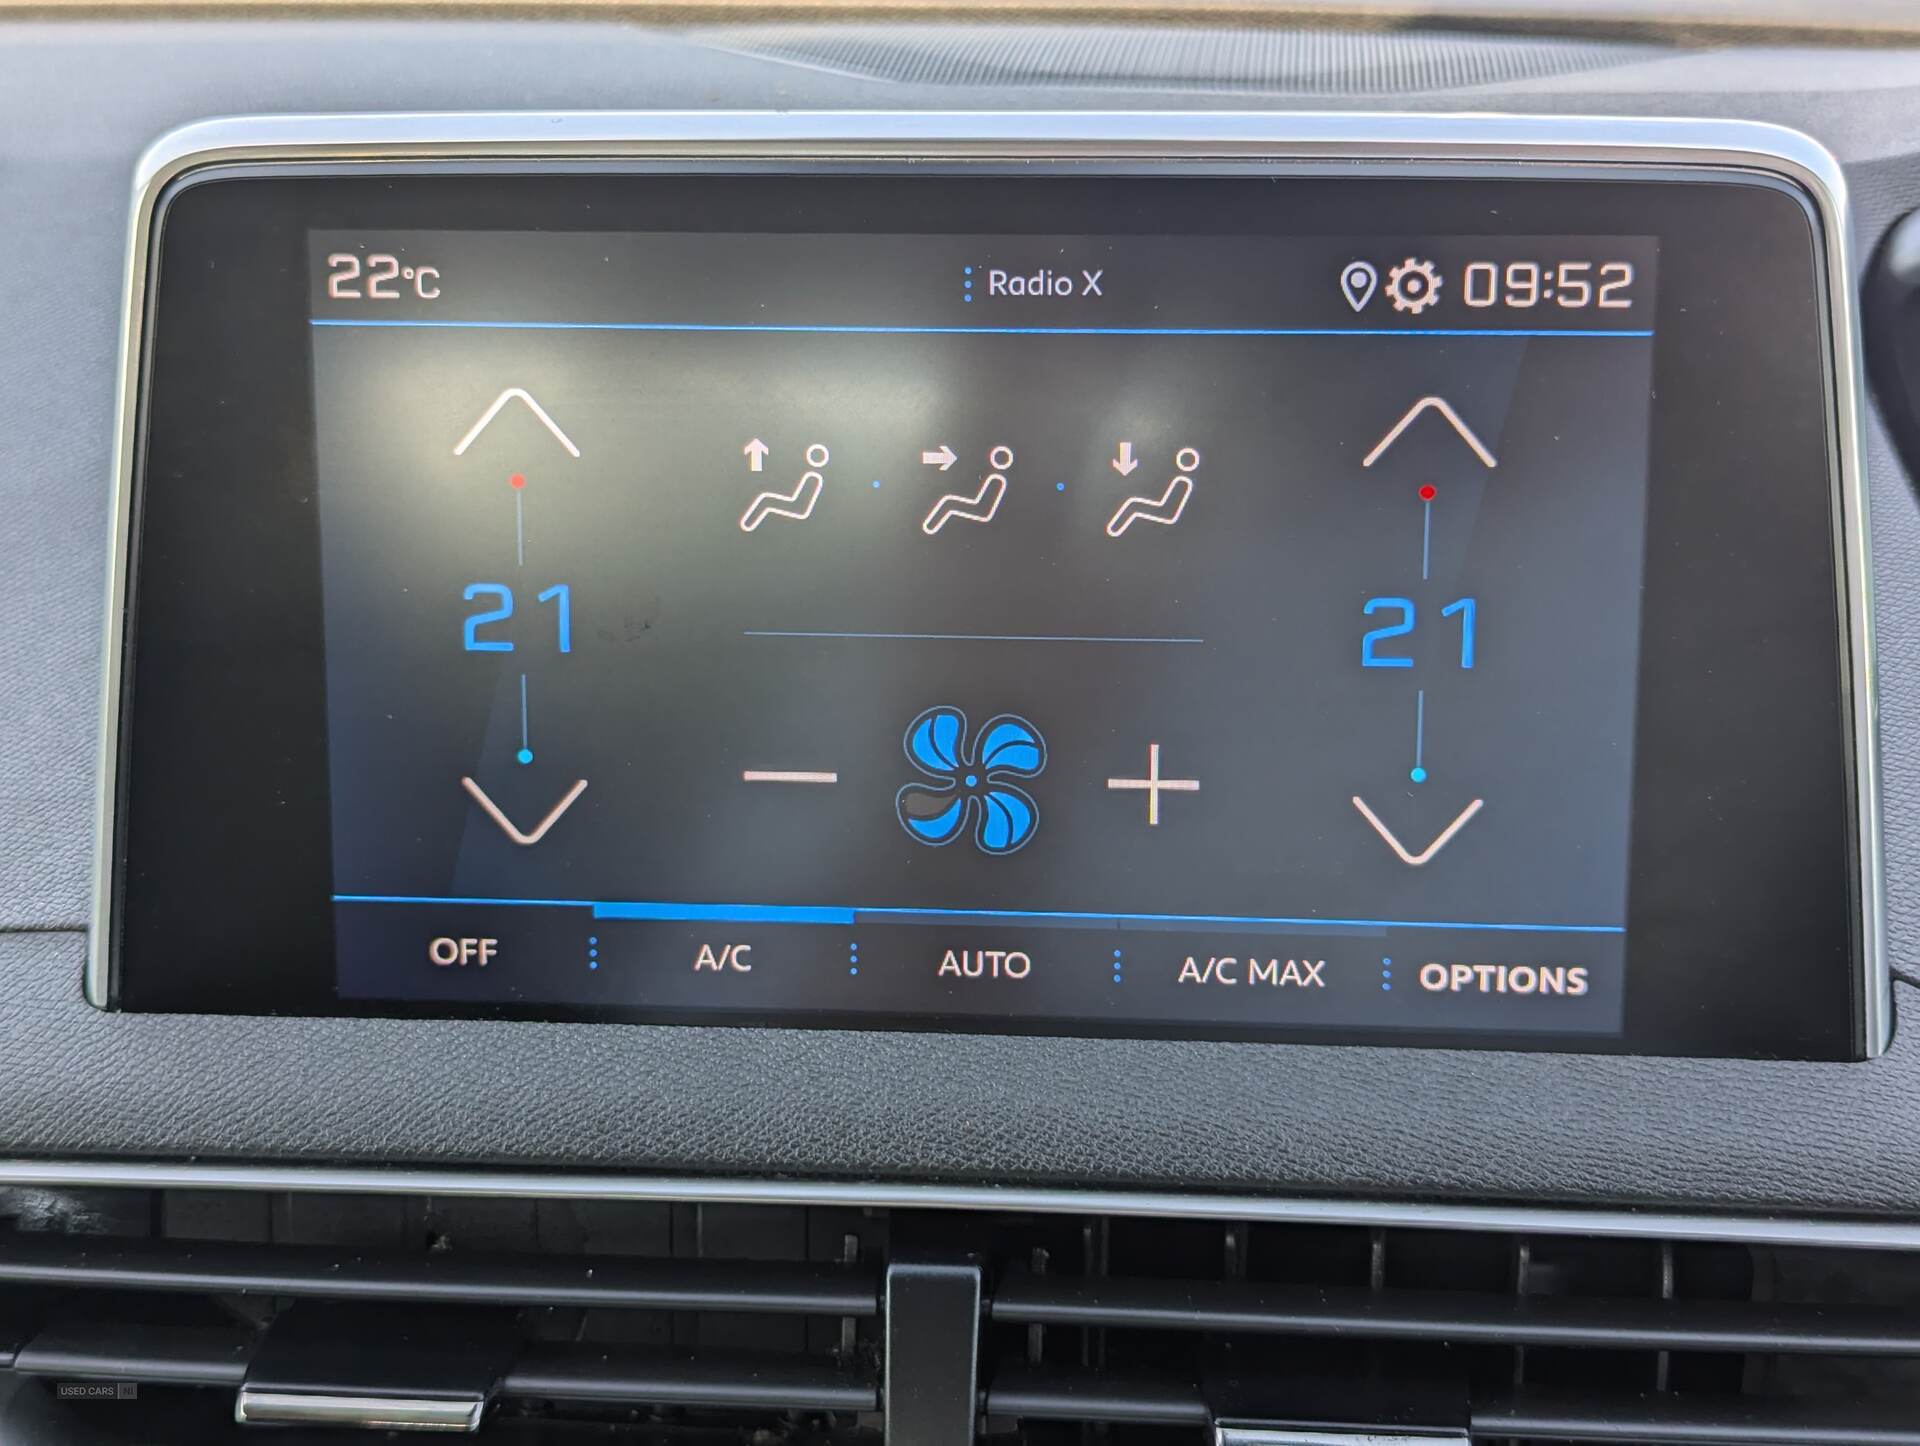 22°C Radio X 09:52
21 21
OFF A/C AUTO A/C MAX OPTIONS
USED CARS NI